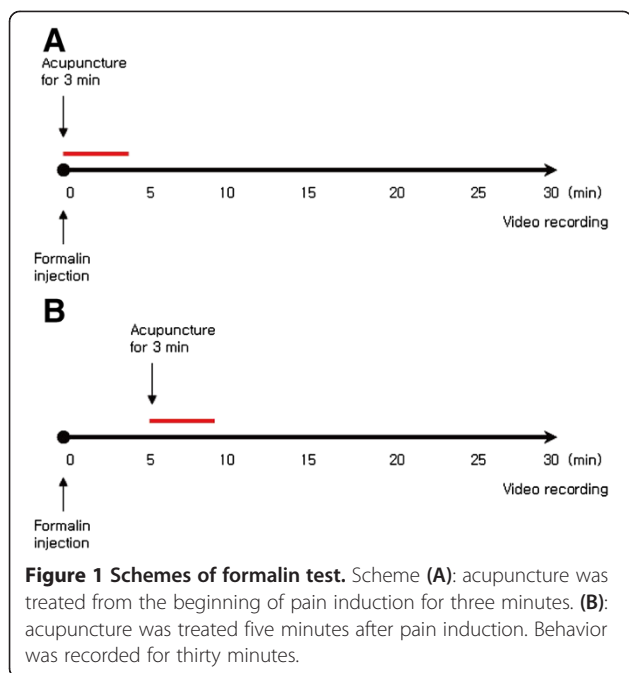 A
Acupuncture
for 3 min
0 5 10 15 20 25 30 (min)
Video recording
Formalin
injection
B
Acupuncture
for 3 min
0 5 10 15 20 25 30 (min)
Video recording
Formalin
injection
Figure 1 Schemes of formalin test. Scheme (A): acupuncture was
treated from the beginning of pain induction for three minutes. (B):
acupuncture was treated five minutes after pain induction. Behavior
was recorded for thirty minutes.